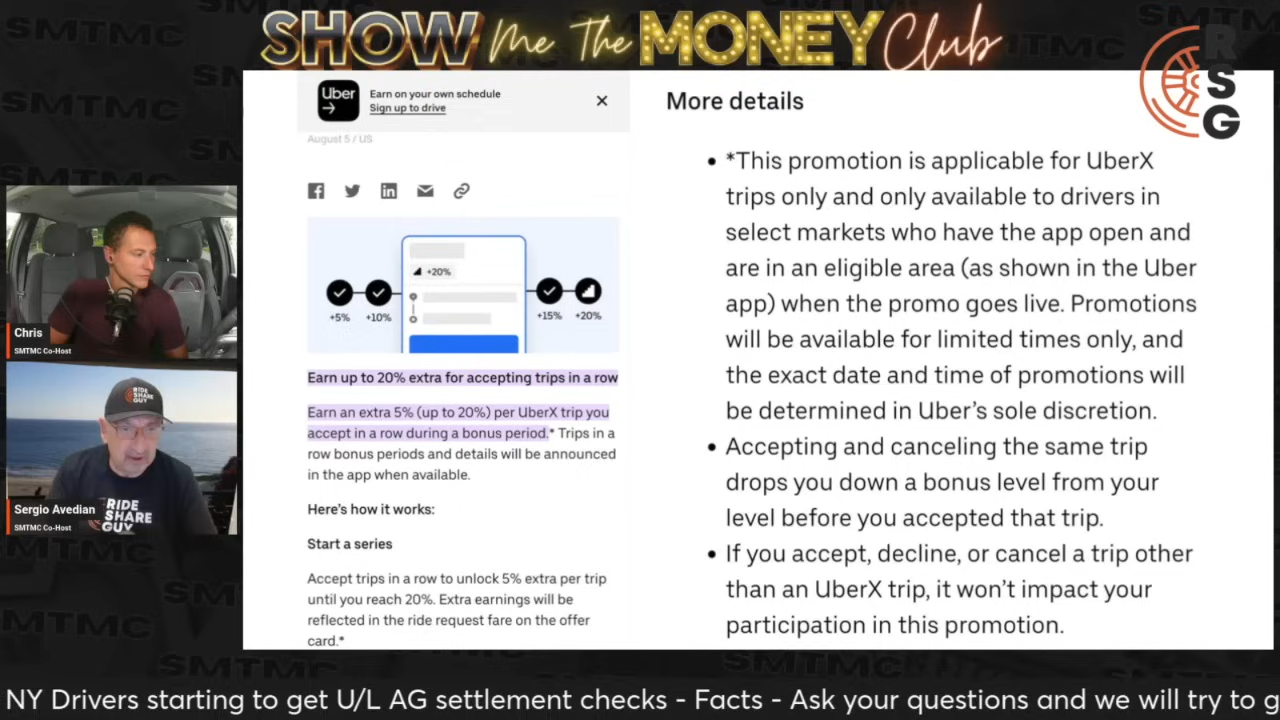 SHOW Me The MONEY Club
RSG
Uber
Earn on your own schedule
Sign up to drive
August 5 / US
+20%
+5%
+10%
+15%
+20%
Earn up to 20% extra for accepting trips in a row
Earn an extra 5% (up to 20%) per UberX trip you
accept in a row during a bonus period.* Trips in a
row bonus periods and details will be announced
in the app when available.
Here's how it works:
Start a series
Accept trips in a row to unlock 5% extra per trip
until you reach 20%. Extra earnings will be
reflected in the ride request fare on the offer
card.*
More details
• *This promotion is applicable for UberX
trips only and only available to drivers in
select markets who have the app open and
are in an eligible area (as shown in the Uber
app) when the promo goes live. Promotions
will be available for limited times only, and
the exact date and time of promotions will
be determined in Uber's sole discretion.
• Accepting and canceling the same trip
drops you down a bonus level from your
level before you accepted that trip.
• If you accept, decline, or cancel a trip other
than an UberX trip, it won't impact your
participation in this promotion.
Chris
SMTMC Co-Host
RIDE
SHARE
GUY
RIDE
SHARE
GUY
Sergio Avedian
SMTMC Co-Host
SMTMC
SMTMC
SMTMC
SMTMC
SMTMC
NY Drivers starting to get U/L AG settlement checks - Facts - Ask your questions and we will try to g